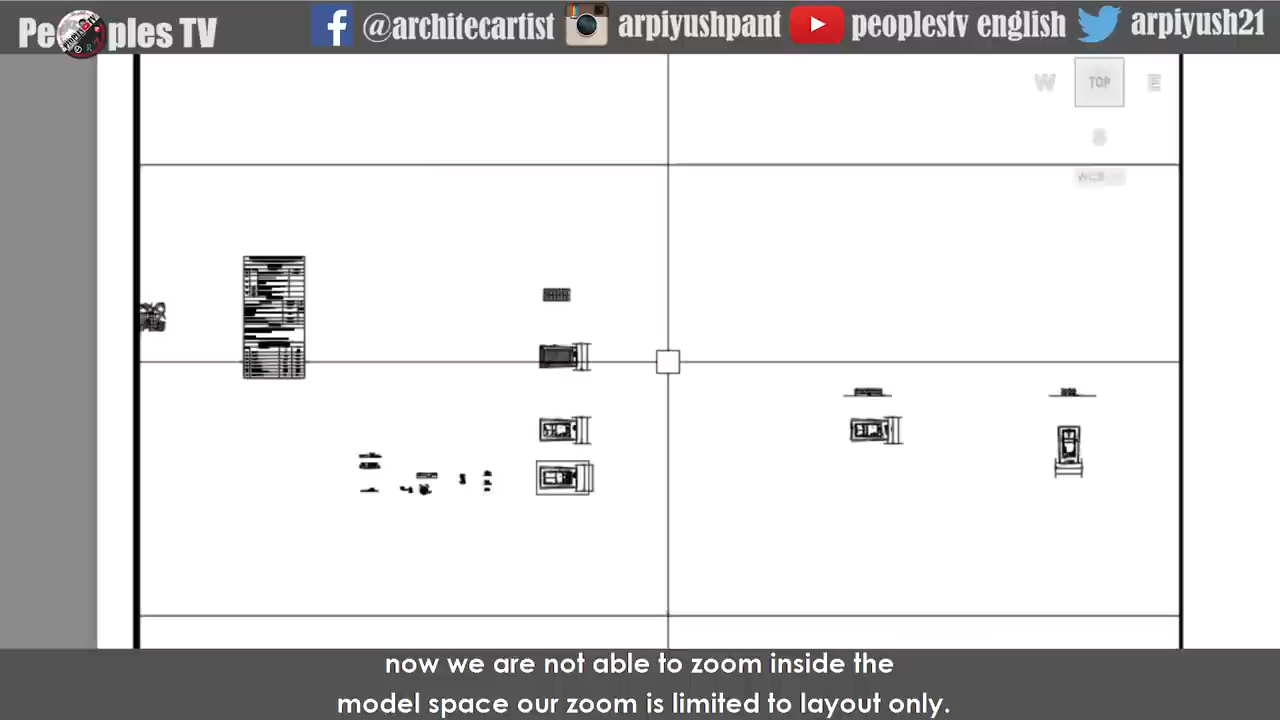 Peoples TV @architecartist arpiyushpant peoplestv english arpiyush21
W TOP E
S
WCS
now we are not able to zoom inside the
model space our zoom is limited to layout only.